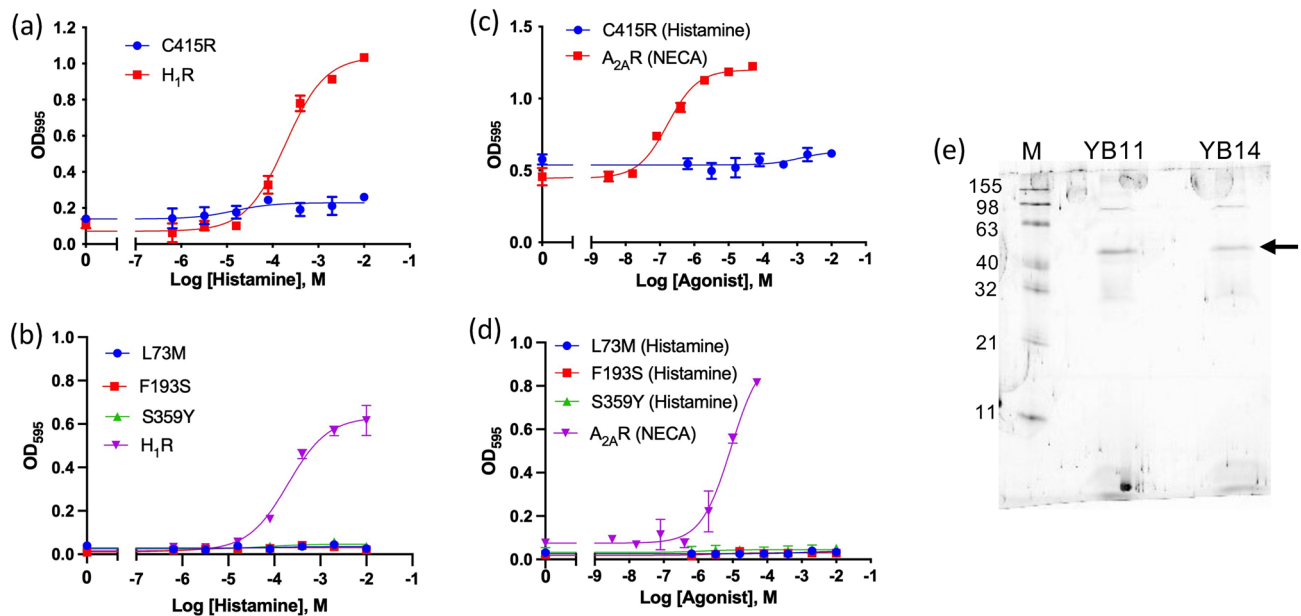 (a)
1.2
1.0
0.8
0.6
0.4
0.2
0.0
OD595
C415R
H1R
0 -7 -6 -5 -4 -3 -2 -1
Log [Histamine], M
(c)
1.5
1.0
0.5
0.0
OD595
C415R (Histamine)
A2AR (NECA)
0 -9 -8 -7 -6 -5 -4 -3 -2 -1
Log [Agonist], M
(b)
1.0
0.8
0.6
0.4
0.2
0.0
OD595
L73M
F193S
S359Y
H1R
0 -7 -6 -5 -4 -3 -2 -1
Log [Histamine], M
(d)
1.0
0.8
0.6
0.4
0.2
0.0
OD595
L73M (Histamine)
F193S (Histamine)
S359Y (Histamine)
A2AR (NECA)
0 -9 -8 -7 -6 -5 -4 -3 -2 -1
Log [Agonist], M
(e)
M YB11 YB14
155
98
63
40
32
21
11